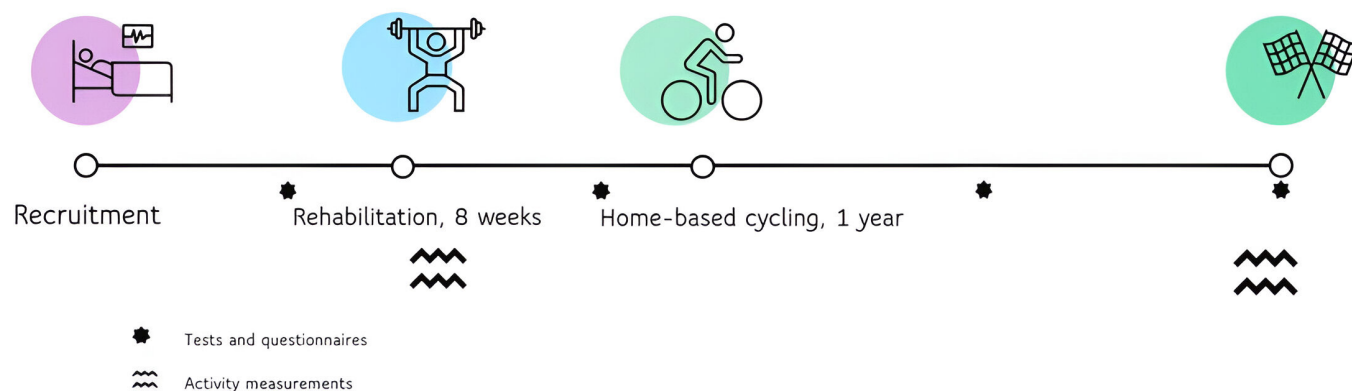 Recruitment
Rehabilitation, 8 weeks
Home-based cycling, 1 year
Tests and questionnaires
Activity measurements